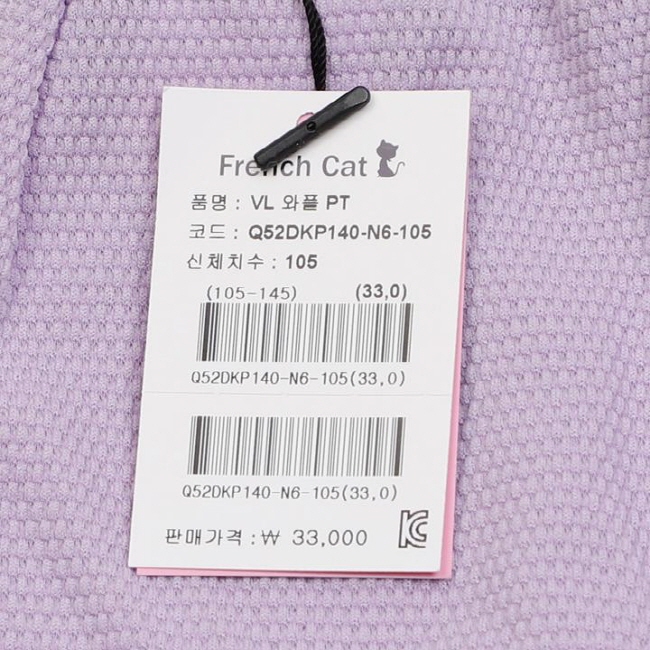 French Cat
품명 : VL 와플 PT
코드 : Q52DKP140-N6-105
신체치수 : 105
(105-145) (33,0)
Q52DKP140-N6-105(33,0)
Q52DKP140-N6-105(33,0)
판매가격 : ₩ 33,000